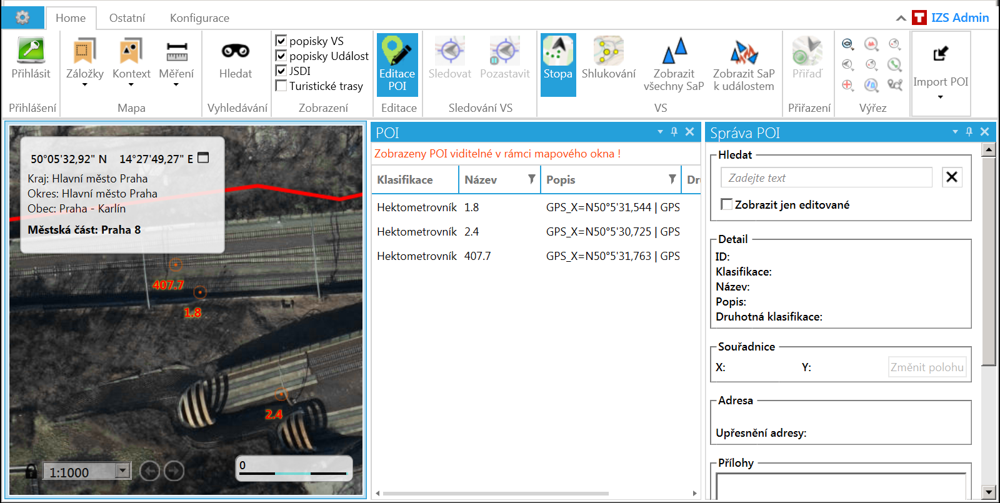 Home
Ostatní
Konfigurace
IZS Admin
Přihlásit
Přihlášení
Záložky
Kontext
Měření
Mapa
Hledat
Vyhledávání
popisky VS
popisky Událost
JSDI
Turistické trasy
Zobrazení
Editace
POI
Editace
Sledovat
Pozastavit
Sledování VS
Stopa
Shlukování
Zobrazit
všechny SaP
Zobrazit SaP
k událostem
VS
Přiřaď
Přiřazení
Výřez
Import POI
50°05'32,92" N 14°27'49,27" E
Kraj: Hlavní město Praha
Okres: Hlavní město Praha
Obec: Praha - Karlín
Městská část: Praha 8
407.7
1.8
2.4
1:1000
0
POI
Zobrazeny POI viditelné v rámci mapového okna !
Klasifikace Název Popis Dru
Hektometrovník 1.8 GPS_X=N50°5'31,544 | GPS
Hektometrovník 2.4 GPS_X=N50°5'30,725 | GPS
Hektometrovník 407.7 GPS_X=N50°5'31,763 | GPS
Správa POI
Hledat
Zadejte text
Zobrazit jen editované
Detail
ID:
Klasifikace:
Název:
Popis:
Druhotná klasifikace:
Souřadnice
X: Y: Změnit polohu
Adresa
Upřesnění adresy:
Přílohy